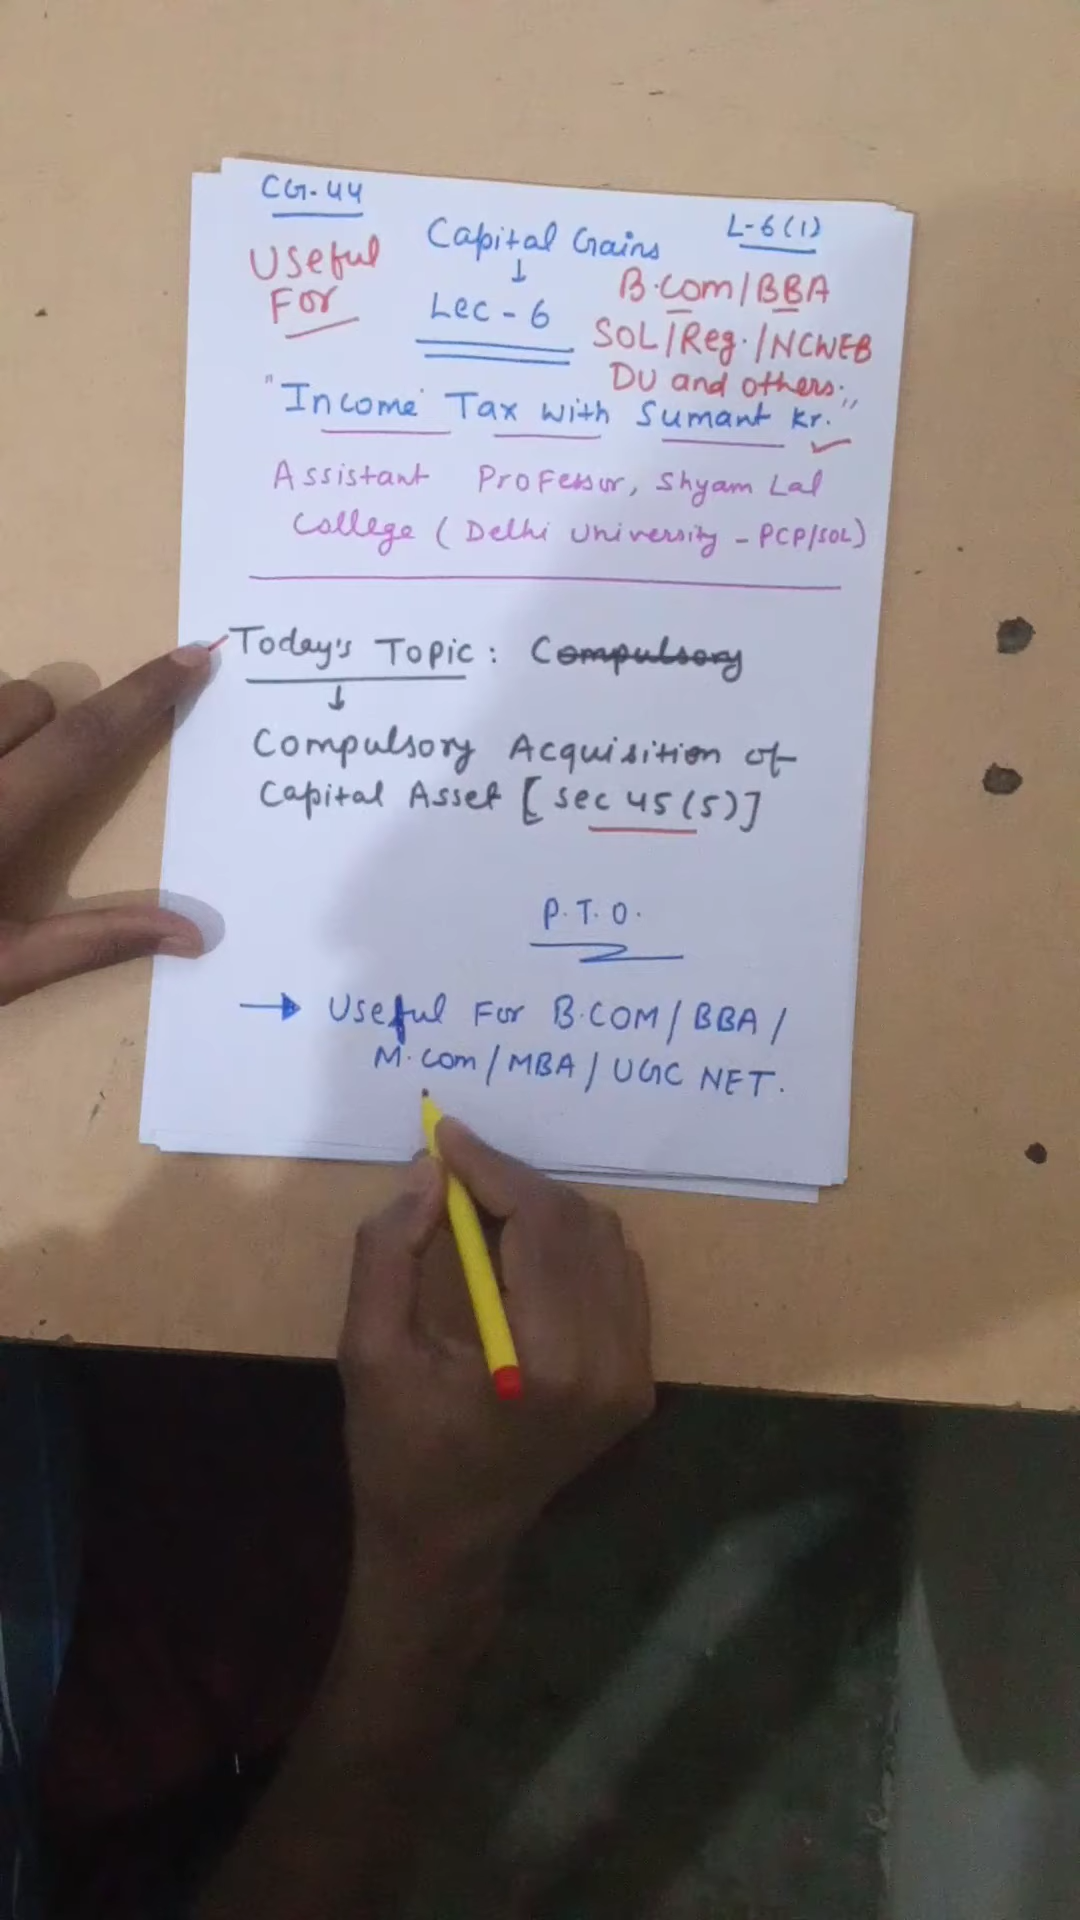 CG-44
L-6(1)
Useful
For
Capital Gains
↓
Lec-6
B.Com/BBA
SOL/Reg./NCWEB
DU and others.
"Income Tax with Sumant Kr."
Assistant Professor, Shyam Lal
College (Delhi University - PCP/SOL)
Today's Topic: Compulsory
↓
Compulsory Acquisition of
Capital Asset [Sec 45(5)]
P.T.O.
→ Useful For B.COM/BBA/
M.Com/MBA/UGC NET.